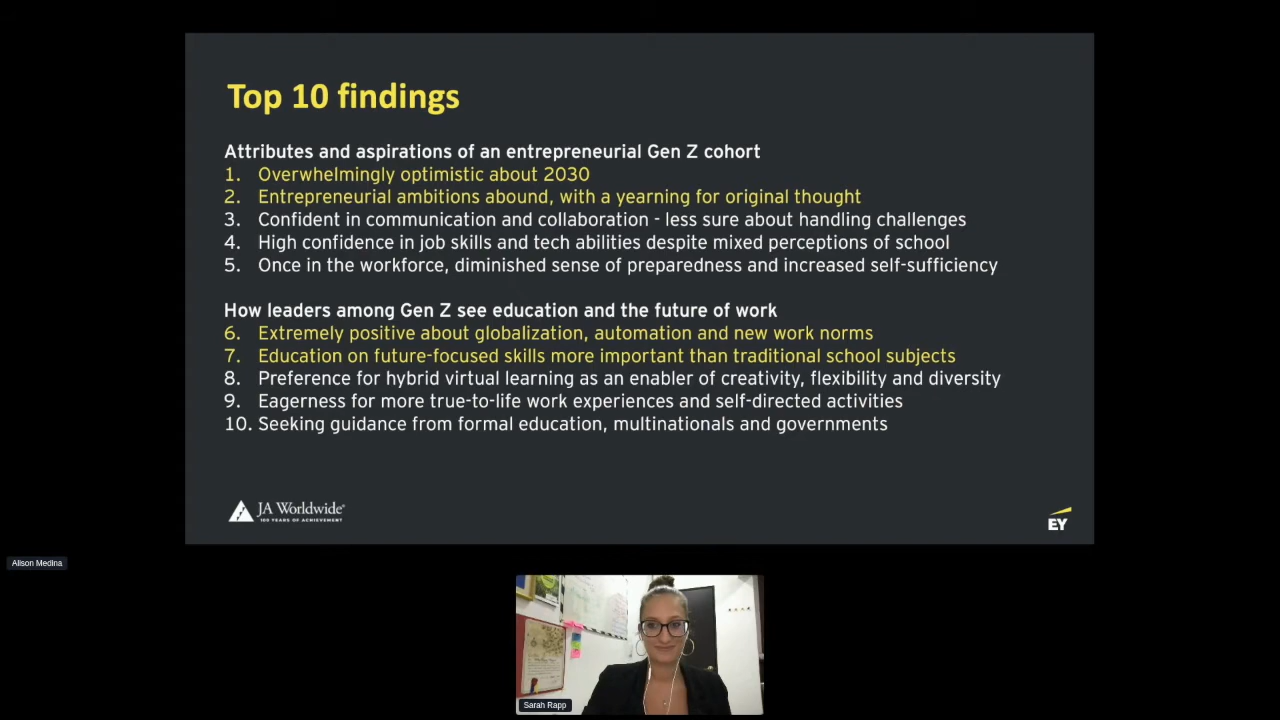 Top 10 findings
Attributes and aspirations of an entrepreneurial Gen Z cohort
1. Overwhelmingly optimistic about 2030
2. Entrepreneurial ambitions abound, with a yearning for original thought
3. Confident in communication and collaboration - less sure about handling challenges
4. High confidence in job skills and tech abilities despite mixed perceptions of school
5. Once in the workforce, diminished sense of preparedness and increased self-sufficiency
How leaders among Gen Z see education and the future of work
6. Extremely positive about globalization, automation and new work norms
7. Education on future-focused skills more important than traditional school subjects
8. Preference for hybrid virtual learning as an enabler of creativity, flexibility and diversity
9. Eagerness for more true-to-life work experiences and self-directed activities
10. Seeking guidance from formal education, multinationals and governments
JA Worldwide®
100 YEARS OF ACHIEVEMENT
EY
Alison Medina
Sarah Rapp